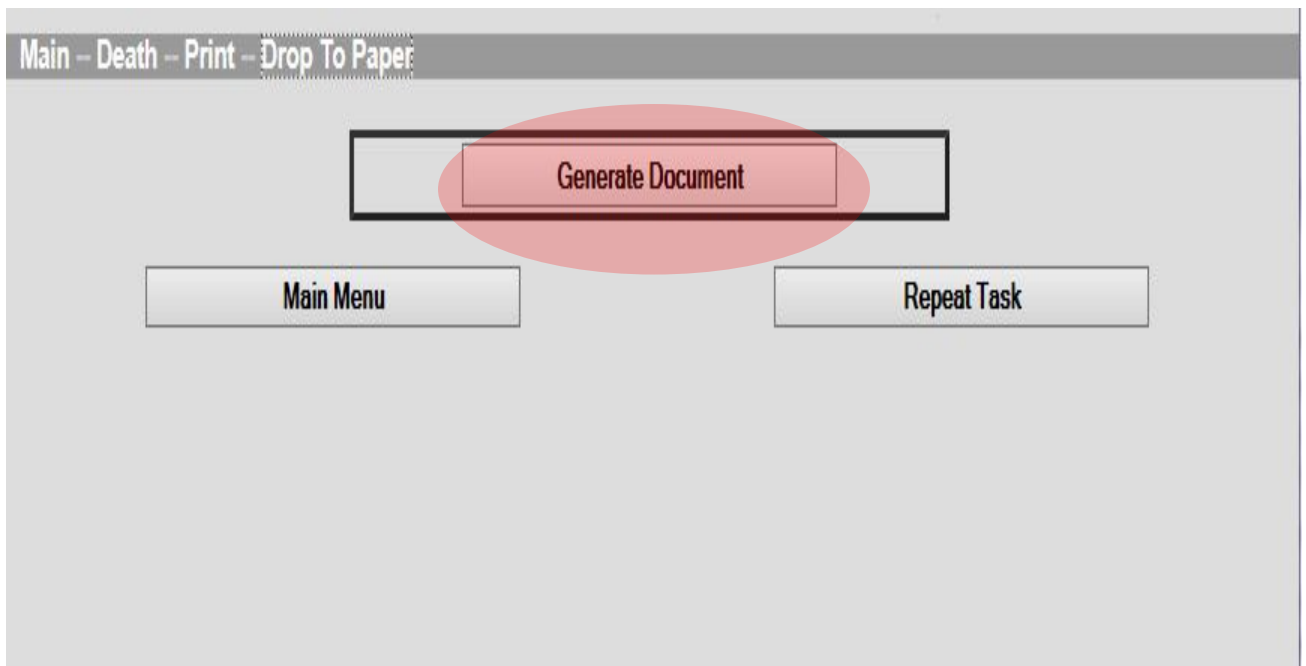 Main -- Death -- Print -- Drop To Paper
Generate Document
Main Menu
Repeat Task